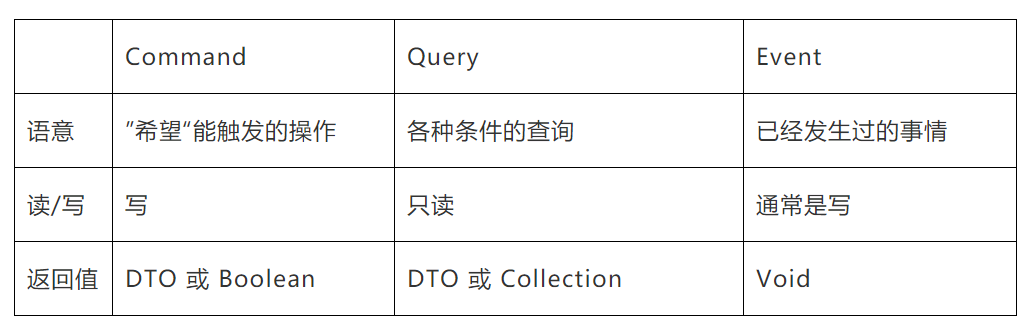 Command Query Event
语意 ”希望“能触发的操作 各种条件的查询 已经发生过的事情
读/写 写 只读 通常是写
返回值 DTO 或 Boolean DTO 或 Collection Void